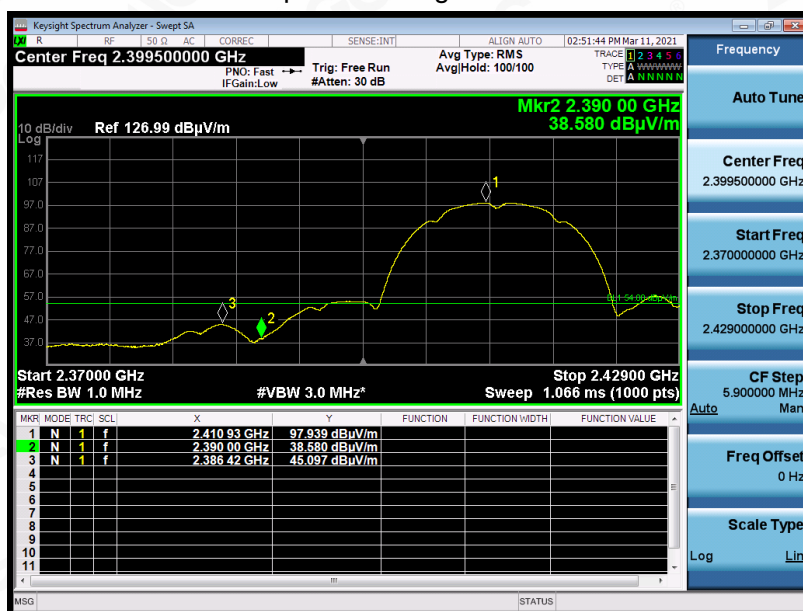 Keysight Spectrum Analyzer - Swept SA
LXI R RF 50 Ω AC CORREC SENSE:INT ALIGN AUTO 02:51:44 PM Mar 11, 2021
Center Freq 2.399500000 GHz
PNO: Fast
IFGain:Low
Trig: Free Run
#Atten: 30 dB
Avg Type: RMS
Avg|Hold: 100/100
TRACE 1 2 3 4 5 6
TYPE A WWWWW
DET A N N N N N
Mkr2 2.390 00 GHz
38.580 dBµV/m
10 dB/div Ref 126.99 dBµV/m
Log
117
107
97.0
87.0
77.0
67.0
57.0
47.0
37.0
1
2
3
DL1 54.00 dBµV/m
Start 2.37000 GHz Stop 2.42900 GHz
#Res BW 1.0 MHz #VBW 3.0 MHz* Sweep 1.066 ms (1000 pts)
MKR MODE TRC SCL X Y FUNCTION FUNCTION WIDTH FUNCTION VALUE
1 N 1 f 2.410 93 GHz 97.939 dBµV/m
2 N 1 f 2.390 00 GHz 38.580 dBµV/m
3 N 1 f 2.386 42 GHz 45.097 dBµV/m
4
5
6
7
8
9
10
11
MSG STATUS
Frequency
Auto Tune
Center Freq
2.399500000 GHz
Start Freq
2.370000000 GHz
Stop Freq
2.429000000 GHz
CF Step
5.900000 MHz
Auto Man
Freq Offset
0 Hz
Scale Type
Log Lin